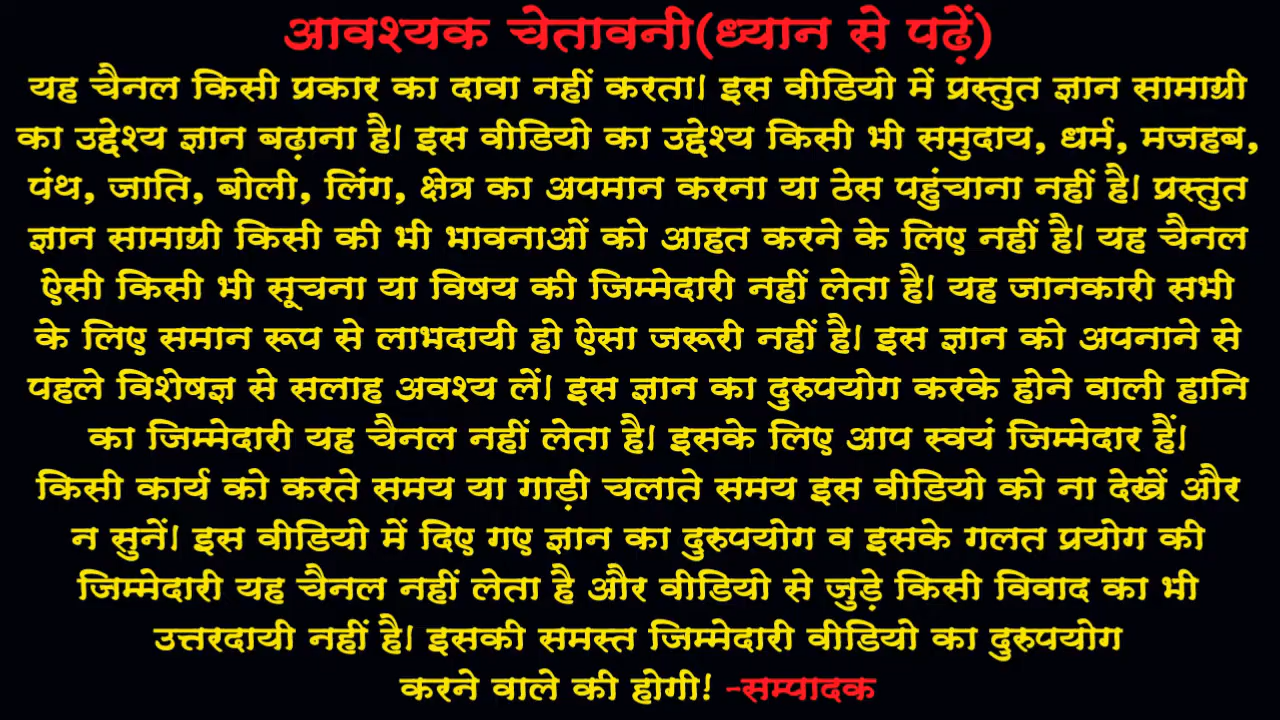 आवश्यक चेतावनी(ध्यान से पढ़ें)
यह चैनल किसी प्रकार का दावा नहीं करता। इस वीडियो में प्रस्तुत ज्ञान सामाग्री
का उद्देश्य ज्ञान बढ़ाना है। इस वीडियो का उद्देश्य किसी भी समुदाय, धर्म, मजहब,
पंथ, जाति, बोली, लिंग, क्षेत्र का अपमान करना या ठेस पहुंचाना नहीं है। प्रस्तुत
ज्ञान सामाग्री किसी की भी भावनाओं को आहत करने के लिए नहीं है। यह चैनल
ऐसी किसी भी सूचना या विषय की जिम्मेदारी नहीं लेता है। यह जानकारी सभी
के लिए समान रूप से लाभदायी हो ऐसा जरूरी नहीं है। इस ज्ञान को अपनाने से
पहले विशेषज्ञ से सलाह अवश्य लें। इस ज्ञान का दुरुपयोग करके होने वाली हानि
का जिम्मेदारी यह चैनल नहीं लेता है। इसके लिए आप स्वयं जिम्मेदार हैं।
किसी कार्य को करते समय या गाड़ी चलाते समय इस वीडियो को ना देखें और
न सुनें। इस वीडियो में दिए गए ज्ञान का दुरुपयोग व इसके गलत प्रयोग की
जिम्मेदारी यह चैनल नहीं लेता है और वीडियो से जुड़े किसी विवाद का भी
उत्तरदायी नहीं है। इसकी समस्त जिम्मेदारी वीडियो का दुरुपयोग
करने वाले की होगी! -सम्पादक